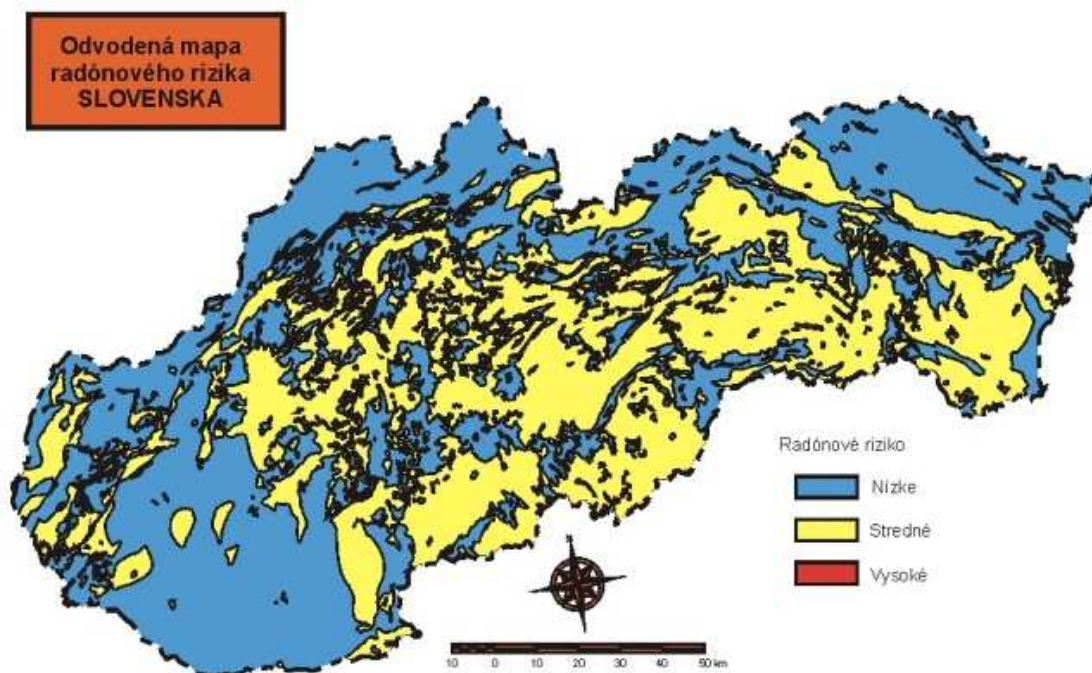 Odvodená mapa
radónového rizika
SLOVENSKA
Radónové riziko
Nízke
Stredné
Vysoké
N
10 0 10 20 30 40 50 km